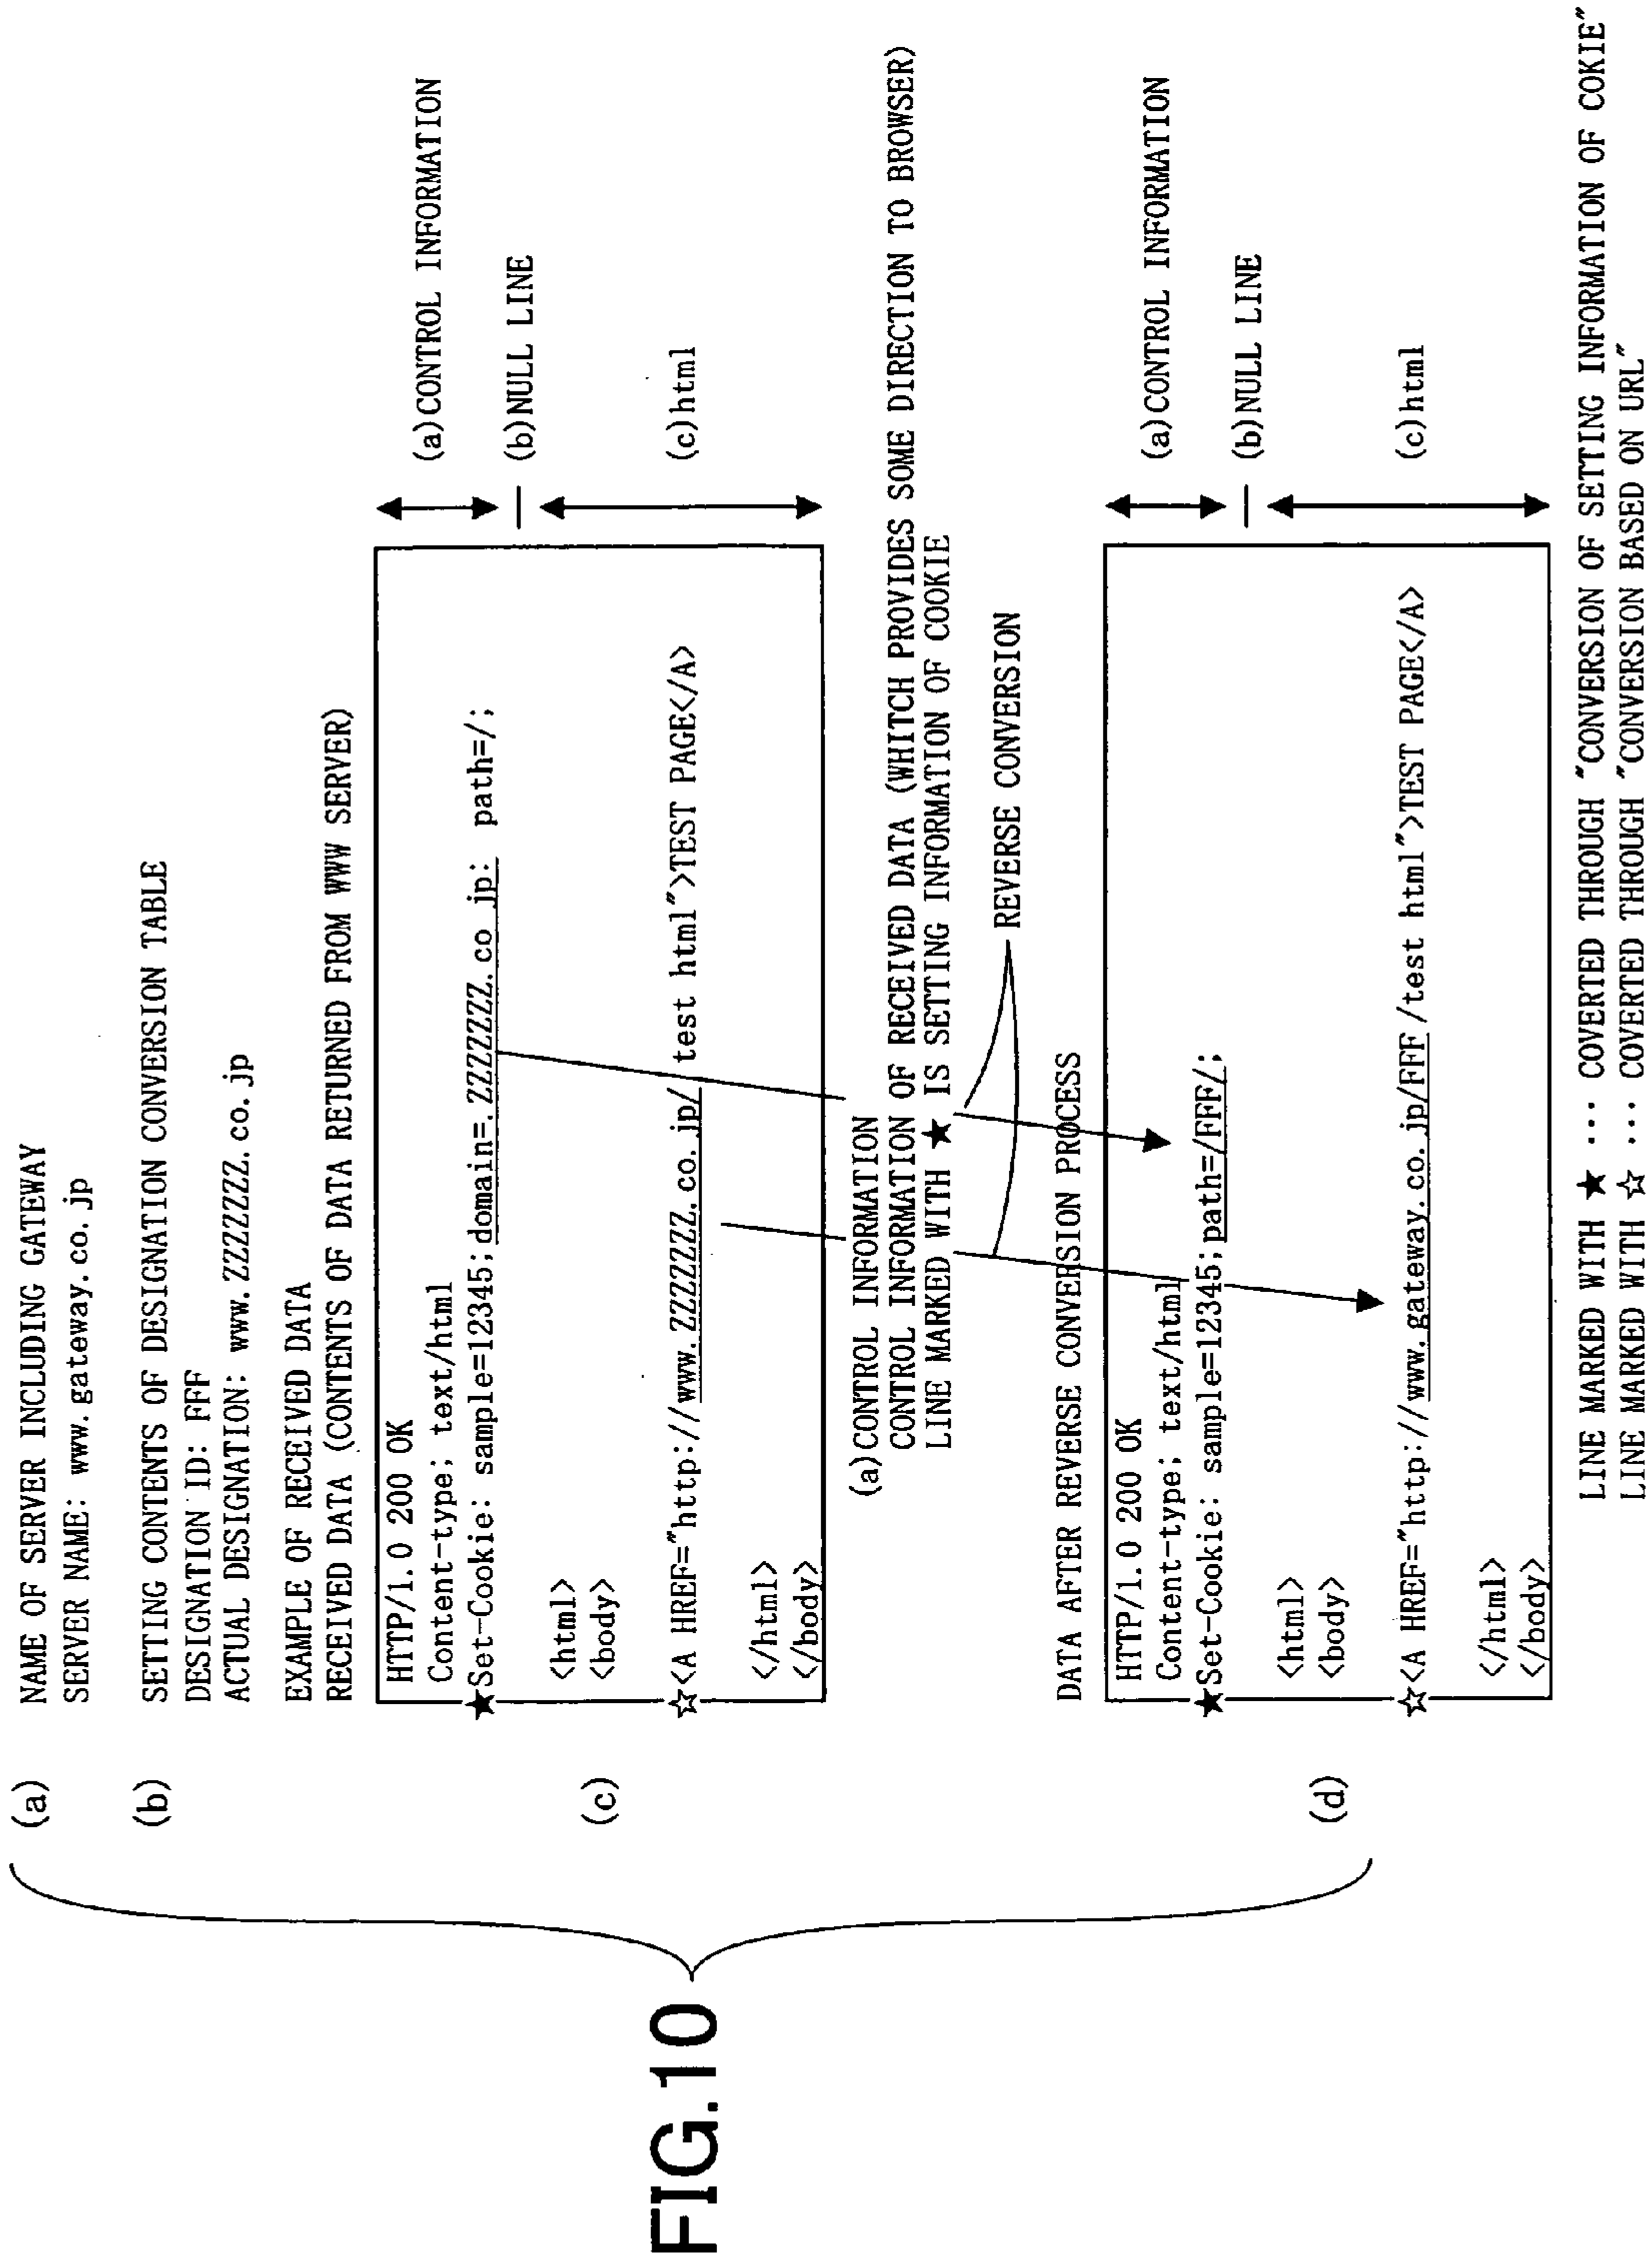 FIG.10
(a)
NAME OF SERVER INCLUDING GATEWAY
SERVER NAME: www.gateway.co.jp
(b)
SETTING CONTENTS OF DESIGNATION CONVERSION TABLE
DESIGNATION ID: FFF
ACTUAL DESIGNATION: www.ZZZZZZZ.co.jp
EXAMPLE OF RECEIVED DATA
RECEIVED DATA (CONTENTS OF DATA RETURNED FROM WWW SERVER)
(c)
HTTP/1.0 200 OK
Content-type; text/html
★Set-Cookie: sample=12345;domain=.ZZZZZZZ.co jp: path=/;
<html>
<body>
☆<A HREF="http://www.ZZZZZZZ.co.jp/ test html">TEST PAGE</A>
</html>
</body>
(a)CONTROL INFORMATION
(b)NULL LINE
(c)html
(a)CONTROL INFORMATION
CONTROL INFORMATION OF RECEIVED DATA (WHITCH PROVIDES SOME DIRECTION TO BROWSER)
LINE MARKED WITH ★ IS SETTING INFORMATION OF COOKIE
REVERSE CONVERSION
DATA AFTER REVERSE CONVERSION PROCESS
(d)
HTTP/1.0 200 OK
Content-type; text/html
★Set-Cookie: sample=12345;path=/FFF/;
<html>
<body>
☆<A HREF="http://www.gateway.co.jp/FFF /test html">TEST PAGE</A>
</html>
</body>
(a)CONTROL INFORMATION
(b)NULL LINE
(c)html
LINE MARKED WITH ★ ... COVERTED THROUGH "CONVERSION OF SETTING INFORMATION OF COKIE"
LINE MARKED WITH ☆ ... COVERTED THROUGH "CONVERSION BASED ON URL"